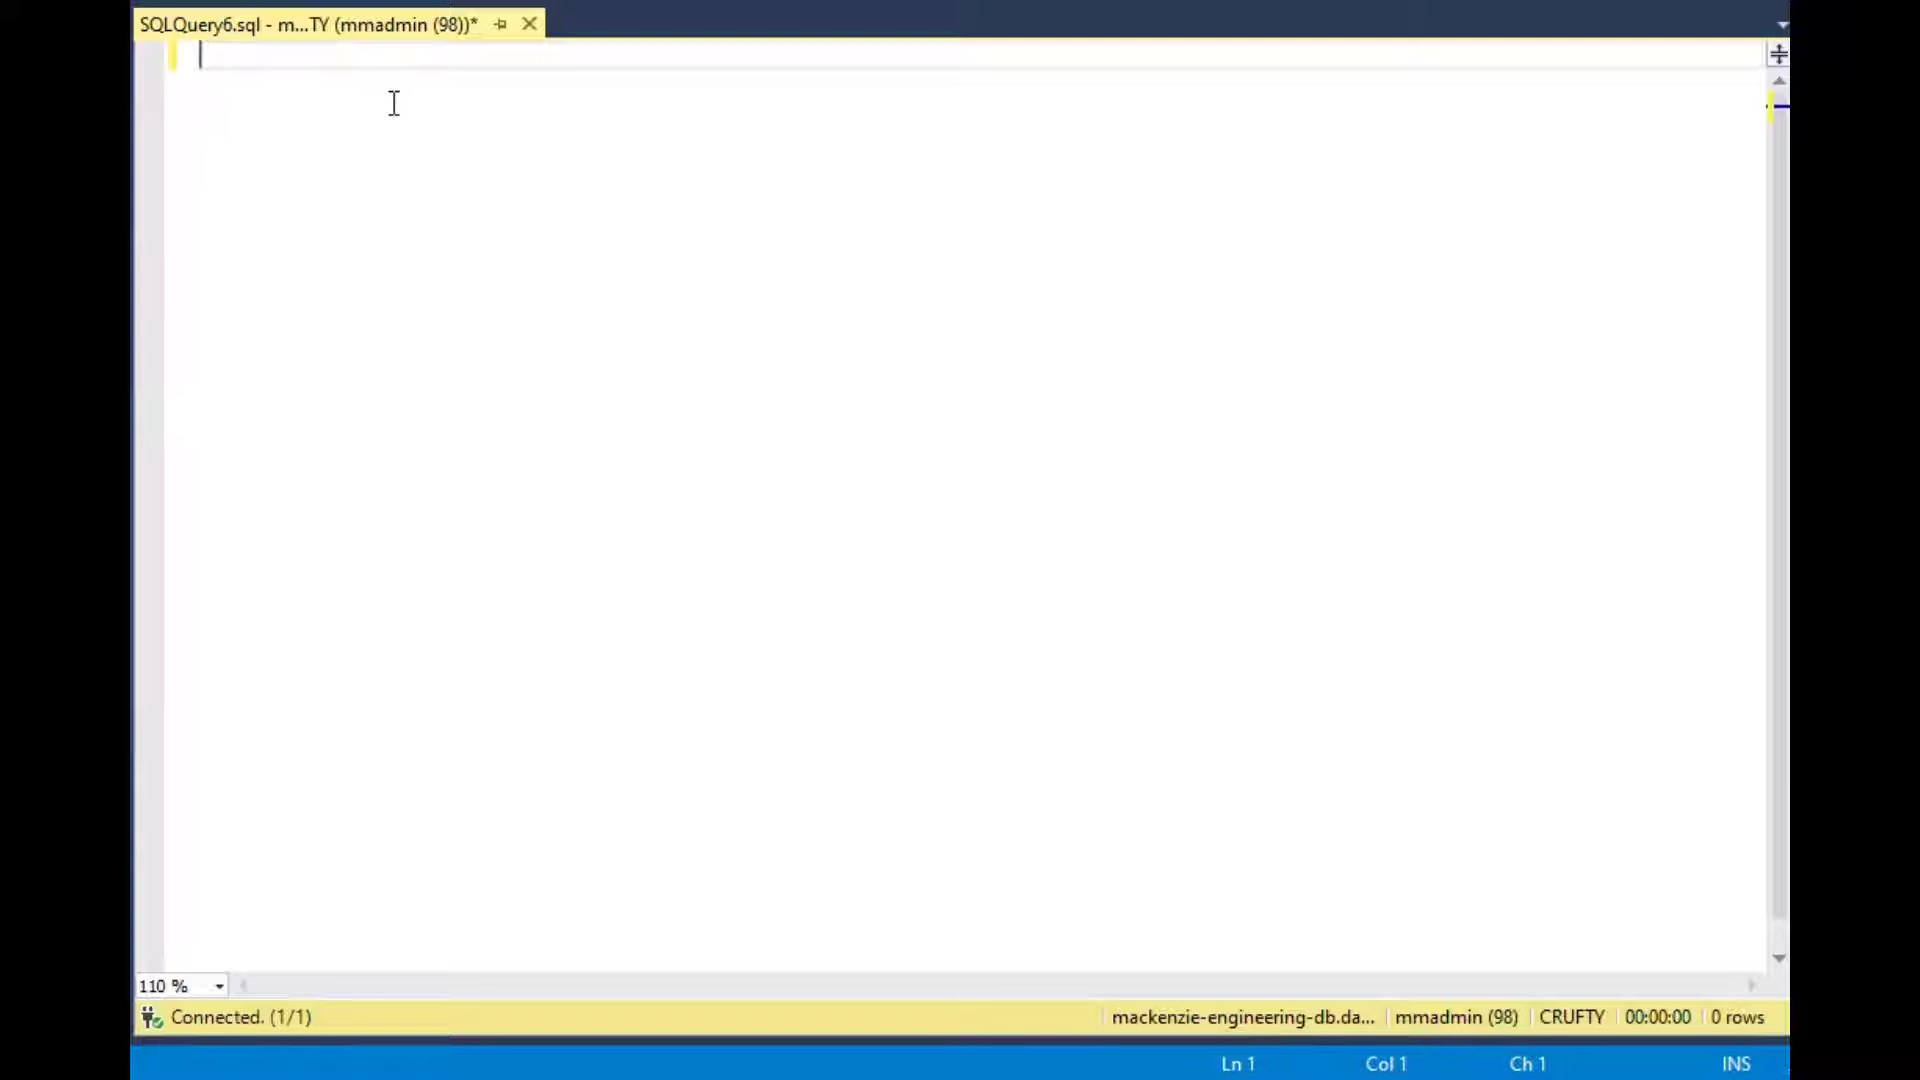 SQLQuery6.sql - m...TY (mmadmin (98))*
110 %
Connected. (1/1)
mackenzie-engineering-db.da... mmadmin (98) CRUFTY 00:00:00 0 rows
Ln 1 Col 1 Ch 1 INS